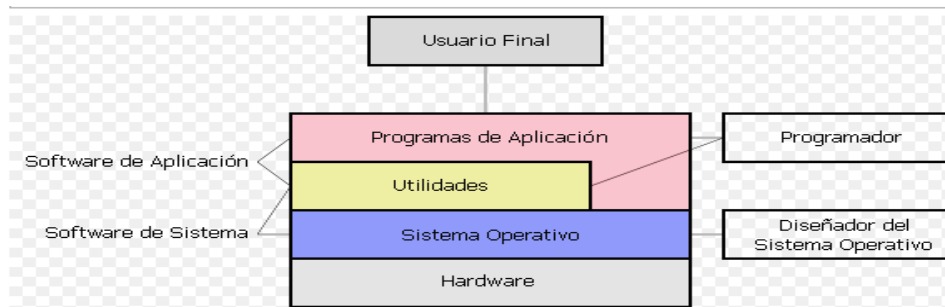 Usuario Final
Programas de Aplicación
Programador
Software de Aplicación
Utilidades
Software de Sistema
Sistema Operativo
Diseñador del
Sistema Operativo
Hardware